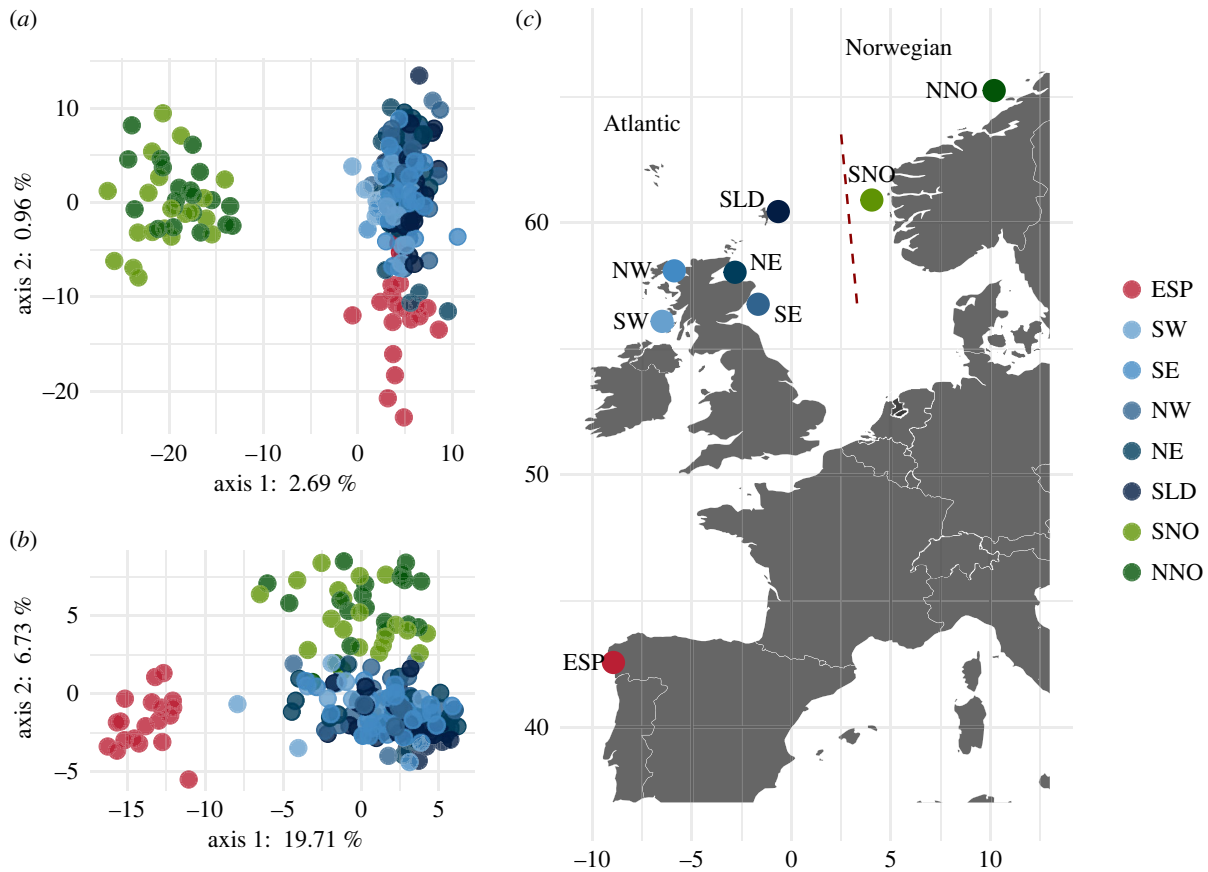 (a)
10
0
−10
−20
axis 2: 0.96 %
−20
−10
0
10
axis 1: 2.69 %
(b)
5
0
−5
axis 2: 6.73 %
−15
−10
−5
0
5
axis 1: 19.71 %
(c)
Norwegian
Atlantic
NNO
SNO
SLD
NW
NE
SW
SE
ESP
60
50
40
−10
−5
0
5
10
ESP
SW
SE
NW
NE
SLD
SNO
NNO